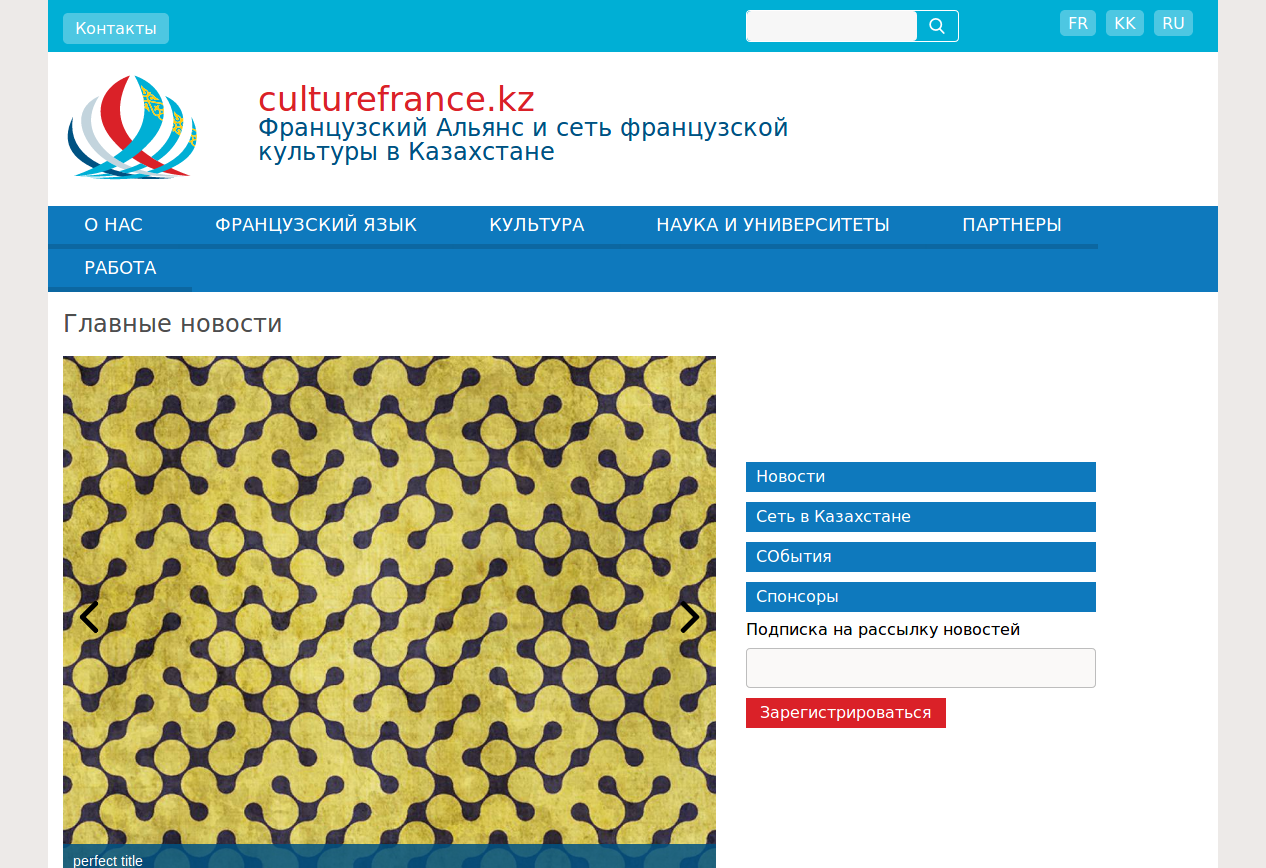 Контакты
FR KK RU
culturefrance.kz
Французский Альянс и сеть французской
культуры в Казахстане
О НАС ФРАНЦУЗСКИЙ ЯЗЫК КУЛЬТУРА НАУКА И УНИВЕРСИТЕТЫ ПАРТНЕРЫ
РАБОТА
Главные новости
Новости
Сеть в Казахстане
СОбытия
Спонсоры
Подписка на рассылку новостей
Зарегистрироваться
perfect title